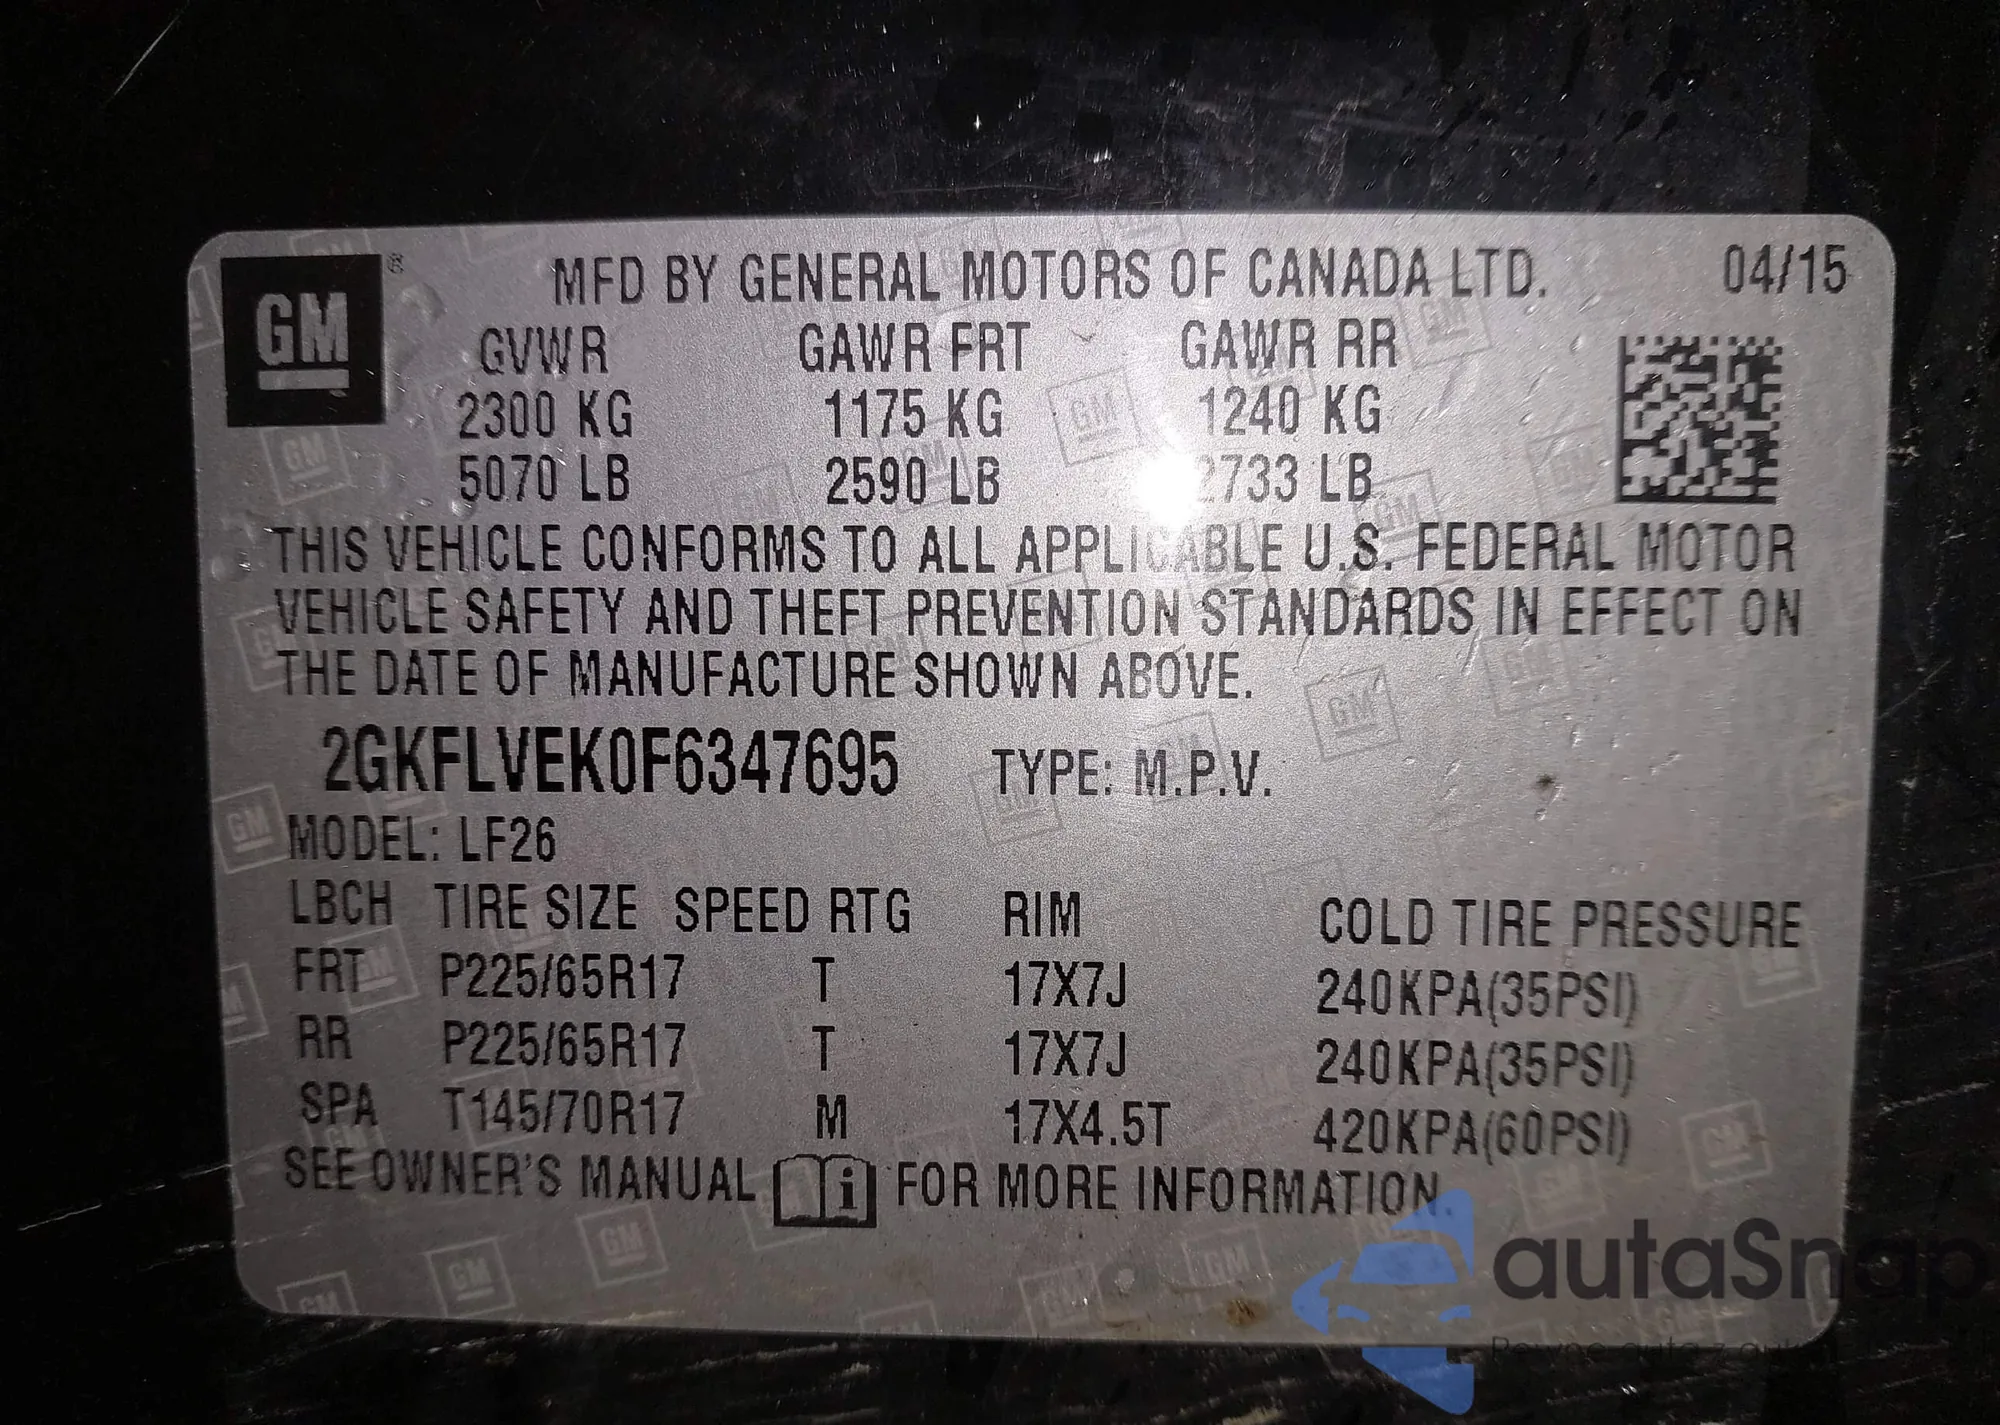 GM ®
MFD BY GENERAL MOTORS OF CANADA LTD. 04/15
GVWR GAWR FRT GAWR RR
2300 KG 1175 KG 1240 KG
5070 LB 2590 LB 2733 LB
THIS VEHICLE CONFORMS TO ALL APPLICABLE U.S. FEDERAL MOTOR
VEHICLE SAFETY AND THEFT PREVENTION STANDARDS IN EFFECT ON
THE DATE OF MANUFACTURE SHOWN ABOVE.
2GKFLVEK0F6347695 TYPE: M.P.V.
MODEL: LF26
LBCH TIRE SIZE SPEED RTG RIM COLD TIRE PRESSURE
FRT P225/65R17 T 17X7J 240KPA(35PSI)
RR P225/65R17 T 17X7J 240KPA(35PSI)
SPA T145/70R17 M 17X4.5T 420KPA(60PSI)
SEE OWNER'S MANUAL i FOR MORE INFORMATION.
autaSnap
Pewne auta z